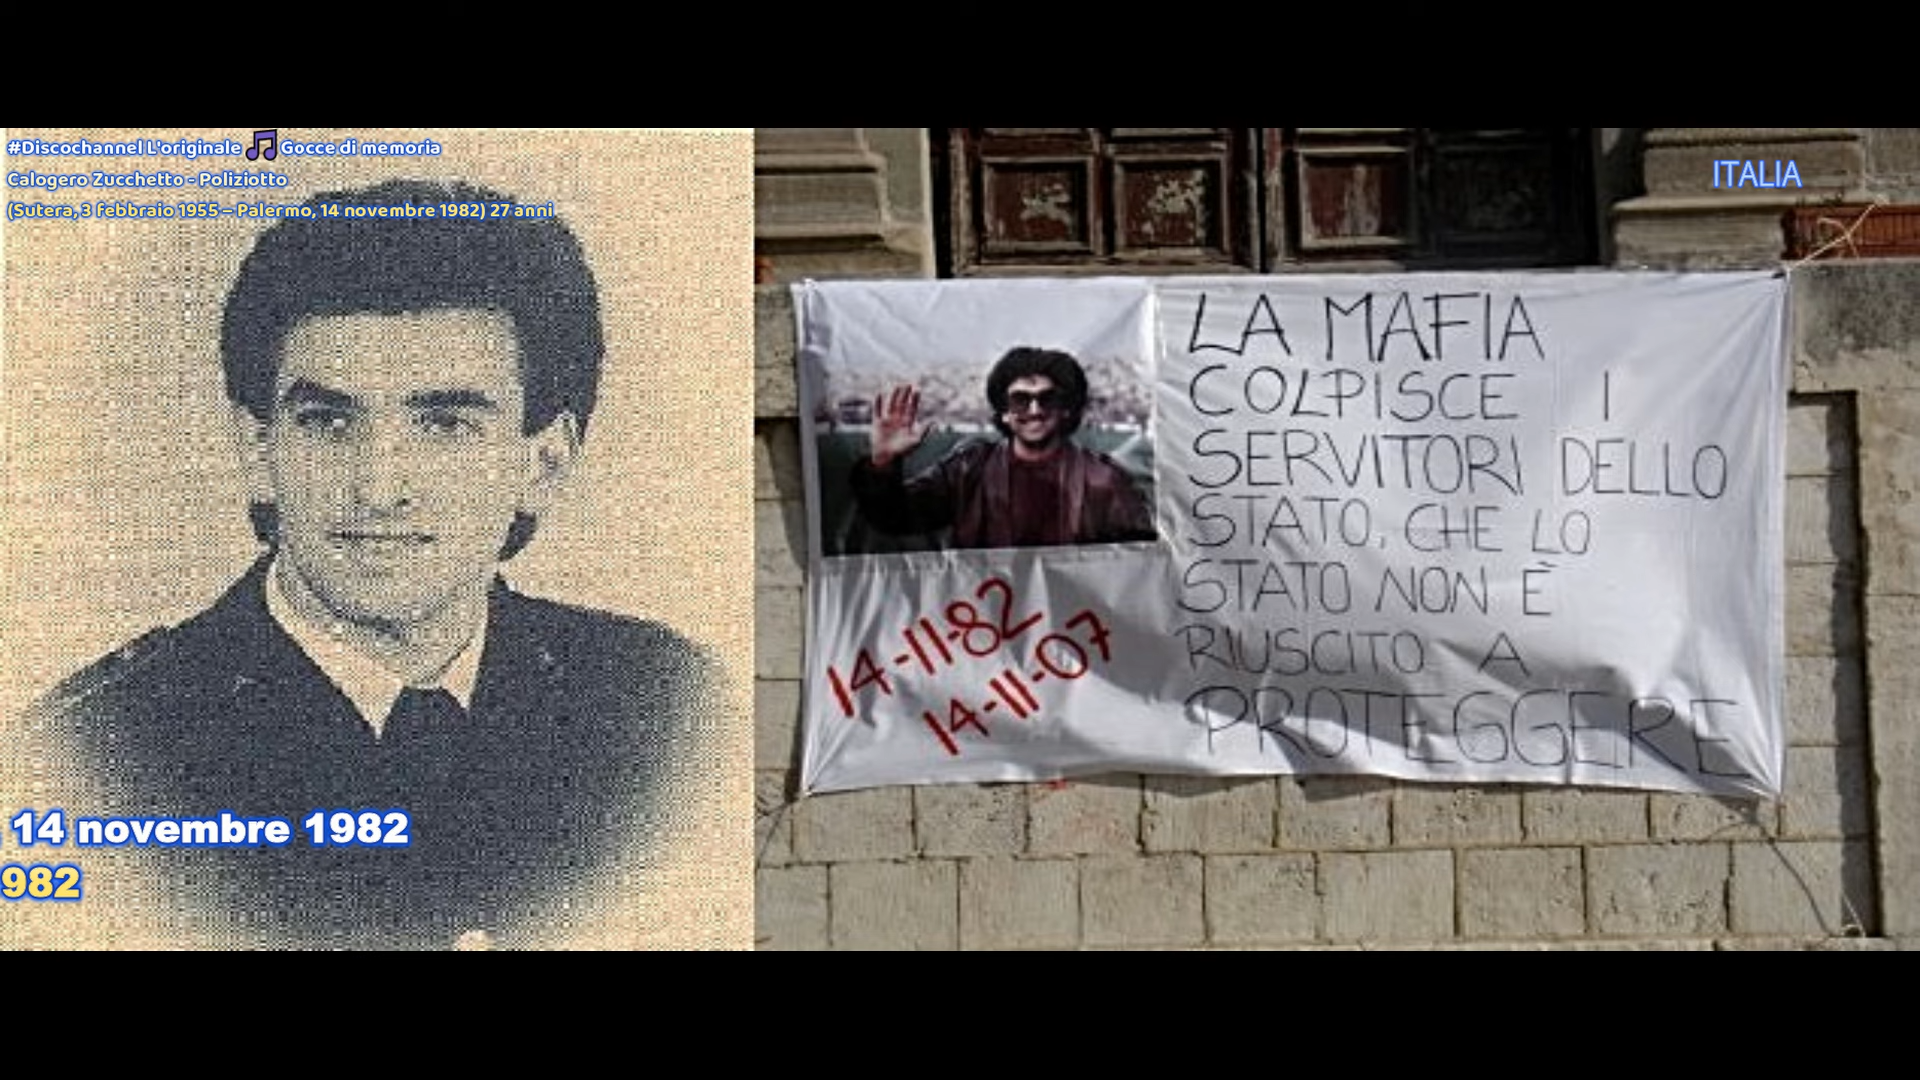 #Discochannel L'originale 🎵 Gocce di memoria
Calogero Zucchetto - Poliziotto
(Sutera, 3 febbraio 1955 – Palermo, 14 novembre 1982) 27 anni
14 novembre 1982
982
ITALIA
LA MAFIA
COLPISCE I
SERVITORI DELLO
STATO, CHE LO
STATO NON È
RIUSCITO A
PROTEGGERE
14-11-82
14-11-07